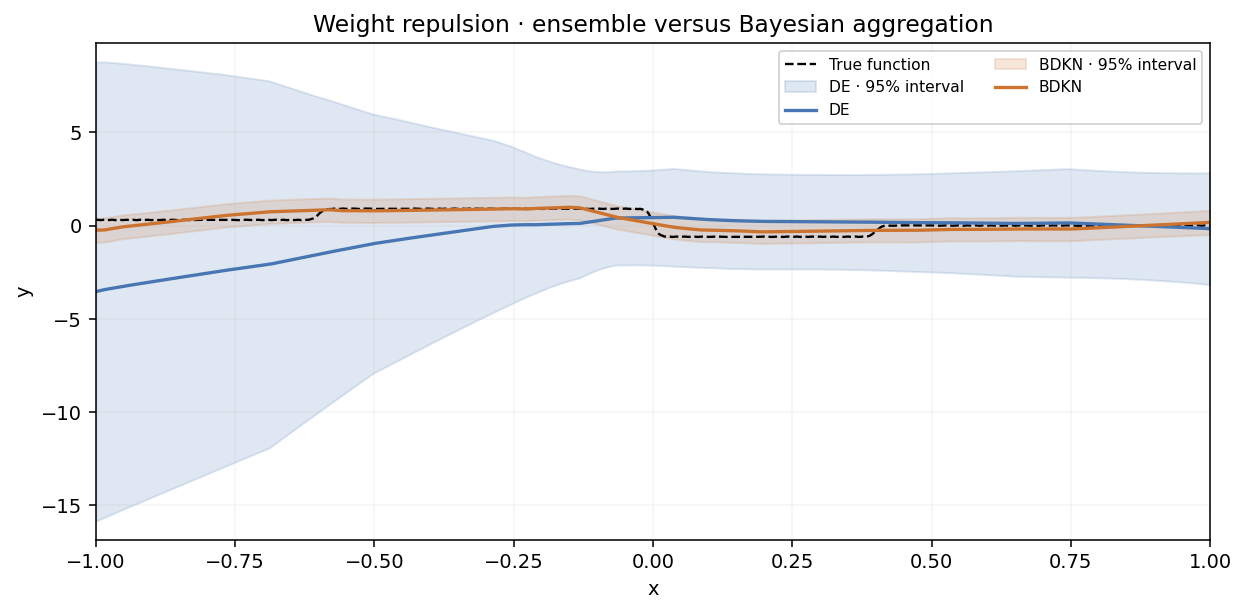 Weight repulsion · ensemble versus Bayesian aggregation
True function
DE · 95% interval
DE
BDKN · 95% interval
BDKN
y
5
0
−5
−10
−15
−1.00
−0.75
−0.50
−0.25
0.00
0.25
0.50
0.75
1.00
x